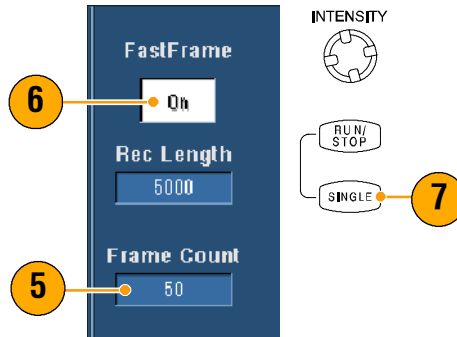 FastFrame
6
On
Rec Length
5000
Frame Count
5
50
INTENSITY
RUN/
STOP
SINGLE
7